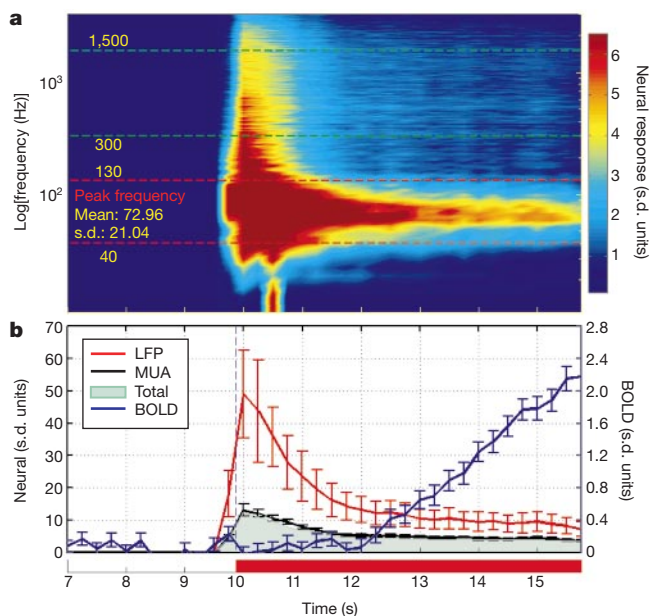 a
1,500
300
130
Peak frequency
Mean: 72.96
s.d.: 21.04
40
10³
10²
Log[frequency (Hz)]
6
5
4
3
2
1
Neural response (s.d. units)
b
70
60
50
40
30
20
10
0
Neural (s.d. units)
LFP
MUA
Total
BOLD
2.8
2.4
2.0
1.6
1.2
0.8
0.4
0
BOLD (s.d. units)
7 8 9 10 11 12 13 14 15
Time (s)